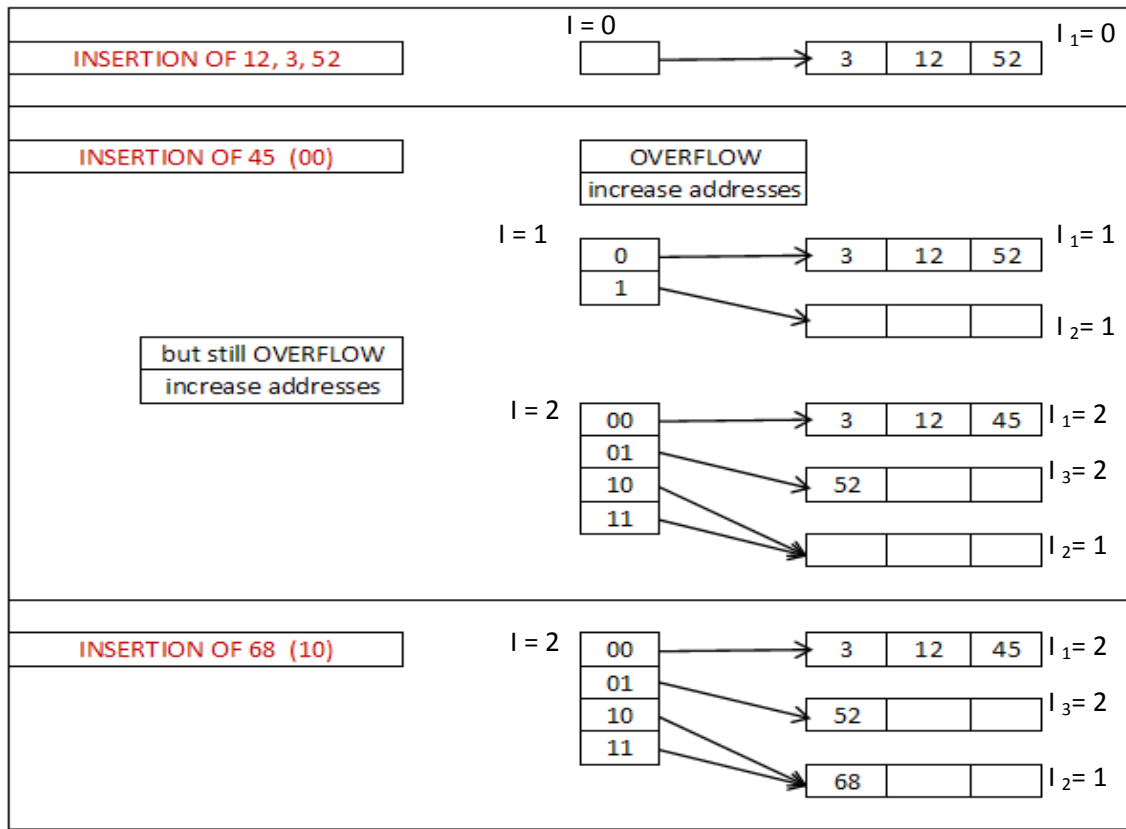 I = 0
I 1= 0
INSERTION OF 12, 3, 52
3 12 52
INSERTION OF 45 (00)
OVERFLOW
increase addresses
I = 1
I 1= 1
0
3 12 52
1
I 2= 1
but still OVERFLOW
increase addresses
I = 2
00
3 12 45
I 1= 2
01
52
I 3= 2
10
11
I 2= 1
INSERTION OF 68 (10)
I = 2
00
3 12 45
I 1= 2
01
52
I 3= 2
10
11
68
I 2= 1